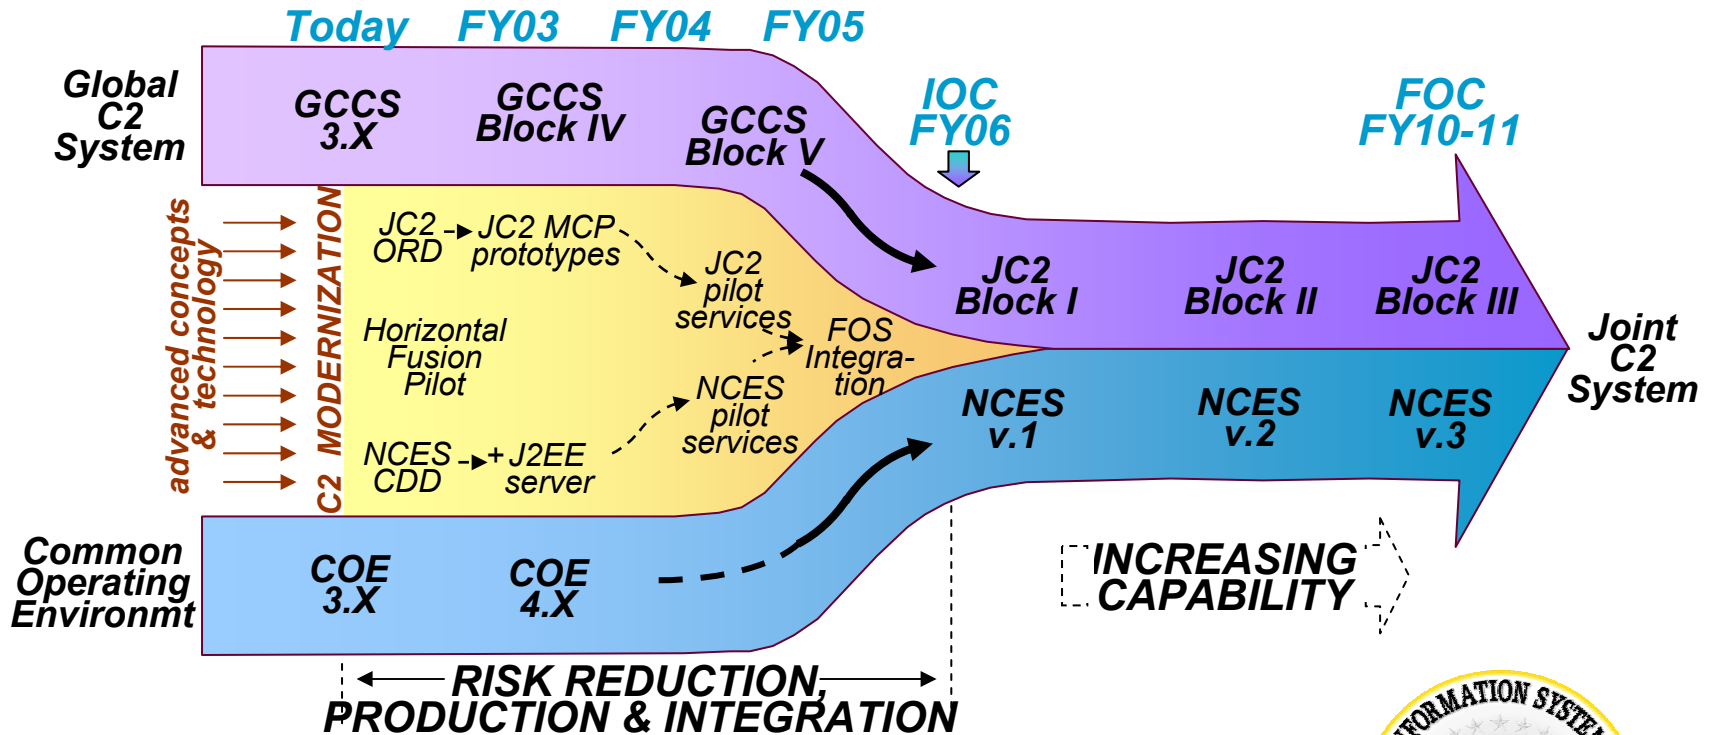 Today FY03 FY04 FY05
Global
C2
System
GCCS
3.X
GCCS
Block IV
GCCS
Block V
IOC
FY06
FOC
FY10-11
advanced concepts
& technology
C2 MODERNIZATION
JC2
ORD
JC2 MCP
prototypes
JC2
pilot
services
Horizontal
Fusion
Pilot
FOS
Integra-
tion
NCES
CDD
+ J2EE
server
NCES
pilot
services
JC2
Block I
JC2
Block II
JC2
Block III
NCES
v.1
NCES
v.2
NCES
v.3
Joint
C2
System
Common
Operating
Environmt
COE
3.X
COE
4.X
INCREASING
CAPABILITY
RISK REDUCTION,
PRODUCTION & INTEGRATION